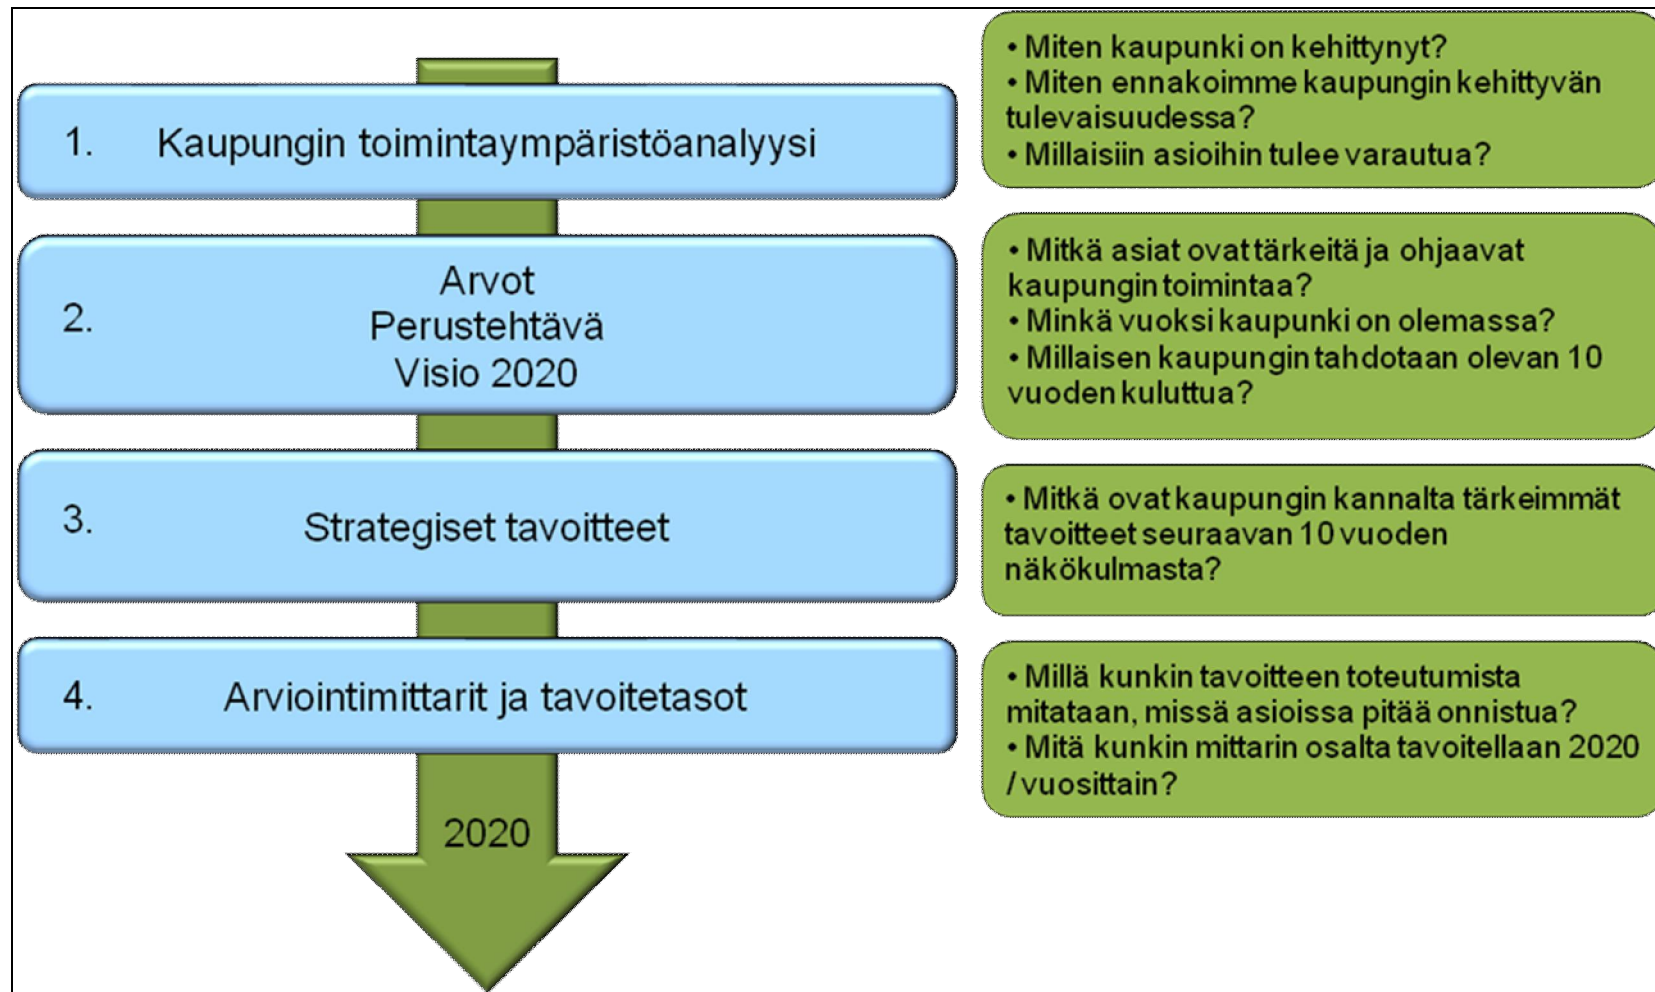 1. Kaupungin toimintaympäristöanalyysi
• Miten kaupunki on kehittynyt?
• Miten ennakoimme kaupungin kehittyvän
tulevaisuudessa?
• Millaisiin asioihin tulee varautua?
2.
Arvot
Perustehtävä
Visio 2020
• Mitkä asiat ovat tärkeitä ja ohjaavat
kaupungin toimintaa?
• Minkä vuoksi kaupunki on olemassa?
• Millaisen kaupungin tahdotaan olevan 10
vuoden kuluttua?
3. Strategiset tavoitteet
• Mitkä ovat kaupungin kannalta tärkeimmät
tavoitteet seuraavan 10 vuoden
näkökulmasta?
4. Arviointimittarit ja tavoitetasot
• Millä kunkin tavoitteen toteutumista
mitataan, missä asioissa pitää onnistua?
• Mitä kunkin mittarin osalta tavoitellaan 2020
/ vuosittain?
2020